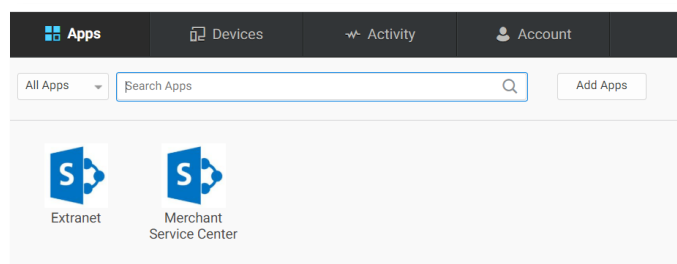 Apps Devices Activity Account
All Apps Search Apps Add Apps
S S
Extranet Merchant
Service Center